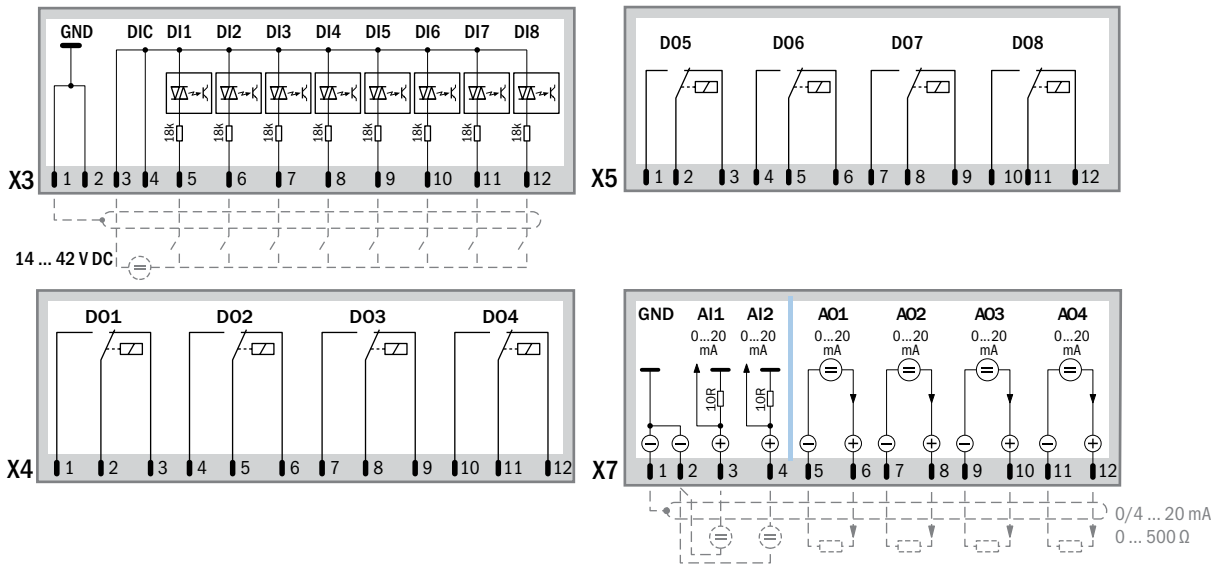 GND DIC DI1 DI2 DI3 DI4 DI5 DI6 DI7 DI8
18k 18k 18k 18k 18k 18k 18k 18k
X3 1 2 3 4 5 6 7 8 9 10 11 12
14 ... 42 V DC
DO5 DO6 DO7 DO8
X5 1 2 3 4 5 6 7 8 9 10 11 12
DO1 DO2 DO3 DO4
X4 1 2 3 4 5 6 7 8 9 10 11 12
GND AI1 AI2 AO1 AO2 AO3 AO4
0...20 0...20 0...20 0...20 0...20 0...20
mA mA mA mA mA mA
10R 10R
X7 1 2 3 4 5 6 7 8 9 10 11 12
0/4 ... 20 mA
0 ... 500 Ω